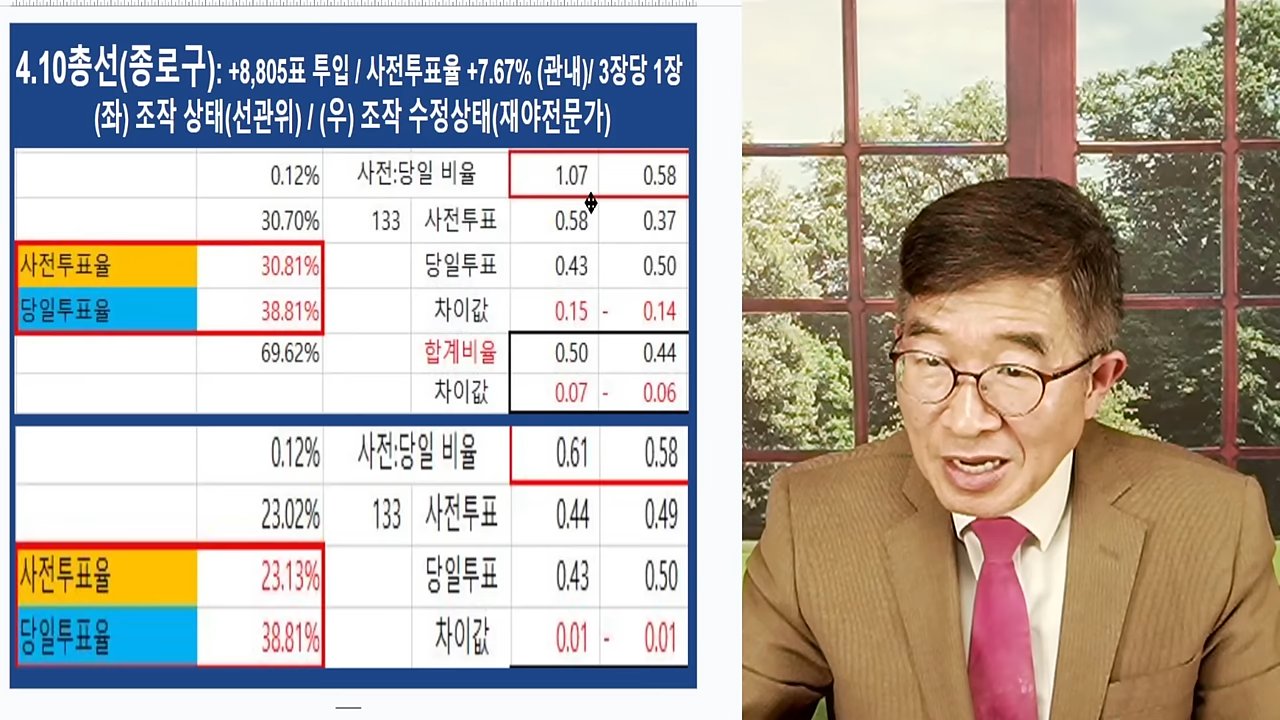 4.10총선(종로구): +8,805표 투입 / 사전투표율 +7.67% (관내)/ 3장당 1장
(좌) 조작 상태(선관위) / (우) 조작 수정상태(재야전문가)
0.12% 사전:당일 비율 1.07 0.58
30.70% 133 사전투표 0.58 0.37
사전투표율 30.81% 당일투표 0.43 0.50
당일투표율 38.81% 차이값 0.15 - 0.14
69.62% 합계비율 0.50 0.44
차이값 0.07 - 0.06
0.12% 사전:당일 비율 0.61 0.58
23.02% 133 사전투표 0.44 0.49
사전투표율 23.13% 당일투표 0.43 0.50
당일투표율 38.81% 차이값 0.01 - 0.01